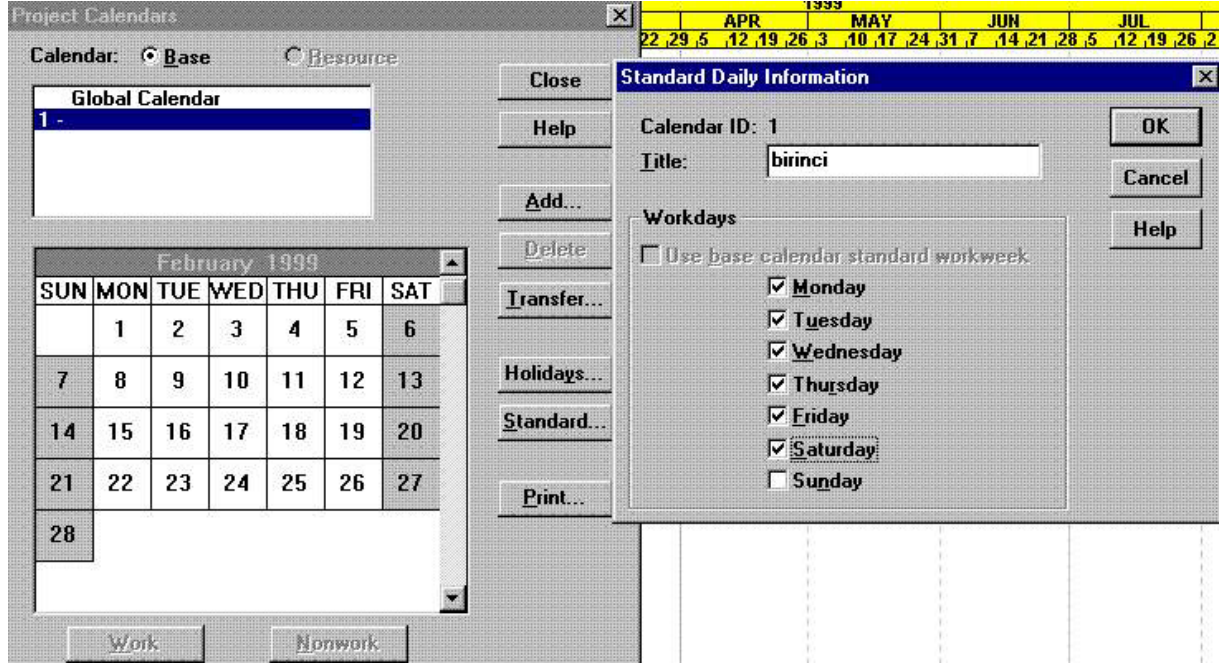 Project Calendars
Calendar: Base Resource
Global Calendar
1 -
Close
Help
Add...
Delete
Transfer...
Holidays...
Standard...
Print...
February 1999
SUN MON TUE WED THU FRI SAT
1 2 3 4 5 6
7 8 9 10 11 12 13
14 15 16 17 18 19 20
21 22 23 24 25 26 27
28
Work Nonwork
1999
APR MAY JUN JUL
22 29 5 12 19 26 3 10 17 24 31 7 14 21 28 5 12 19 26 2
Standard Daily Information
Calendar ID: 1
Title: birinci
OK
Cancel
Help
Workdays
Use base calendar standard workweek
Monday
Tuesday
Wednesday
Thursday
Friday
Saturday
Sunday